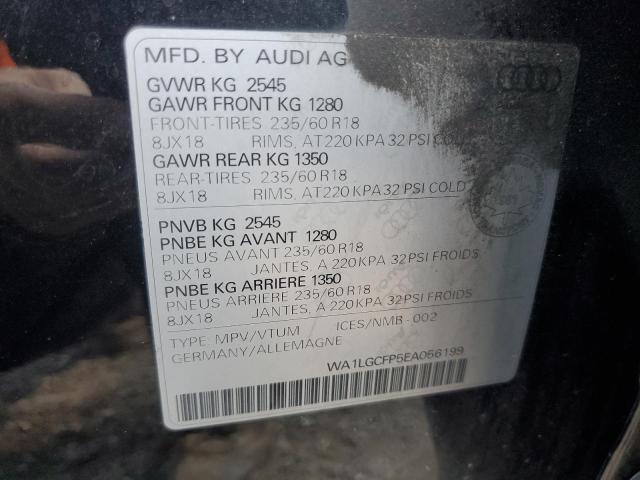 MFD. BY AUDI AG
GVWR KG 2545
GAWR FRONT KG 1280
FRONT-TIRES 235/60 R18
8JX18 RIMS, AT 220 KPA 32 PSI COLD
GAWR REAR KG 1350
REAR-TIRES 235/60 R18
8JX18 RIMS, AT 220 KPA 32 PSI COLD
PNVB KG 2545
PNBE KG AVANT 1280
PNEUS AVANT 235/60 R18
8JX18 JANTES, A 220 KPA 32 PSI FROIDS
PNBE KG ARRIERE 1350
PNEUS ARRIERE 235/60 R18
8JX18 JANTES, A 220 KPA 32 PSI FROIDS
TYPE MPV/VTUM ICES/NMB-002
GERMANY/ALLEMAGNE
WA1LGCFP5EA056199